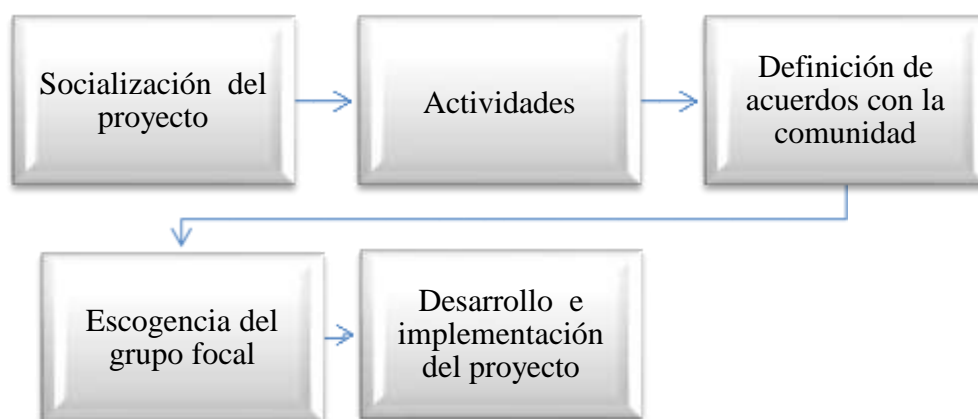 Socialización del
proyecto
Actividades
Definición de
acuerdos con la
comunidad
Escogencia del
grupo focal
Desarrollo e
implementación
del proyecto